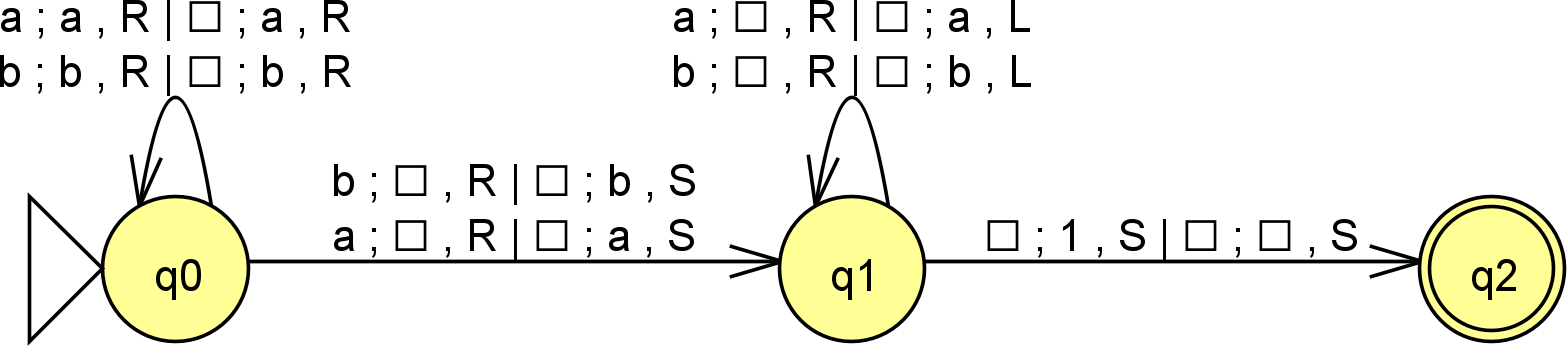 a ; a , R | □ ; a , R
b ; b , R | □ ; b , R
a ; □ , R | □ ; a , L
b ; □ , R | □ ; b , L
b ; □ , R | □ ; b , S
a ; □ , R | □ ; a , S
□ ; 1 , S | □ ; □ , S
q0
q1
q2